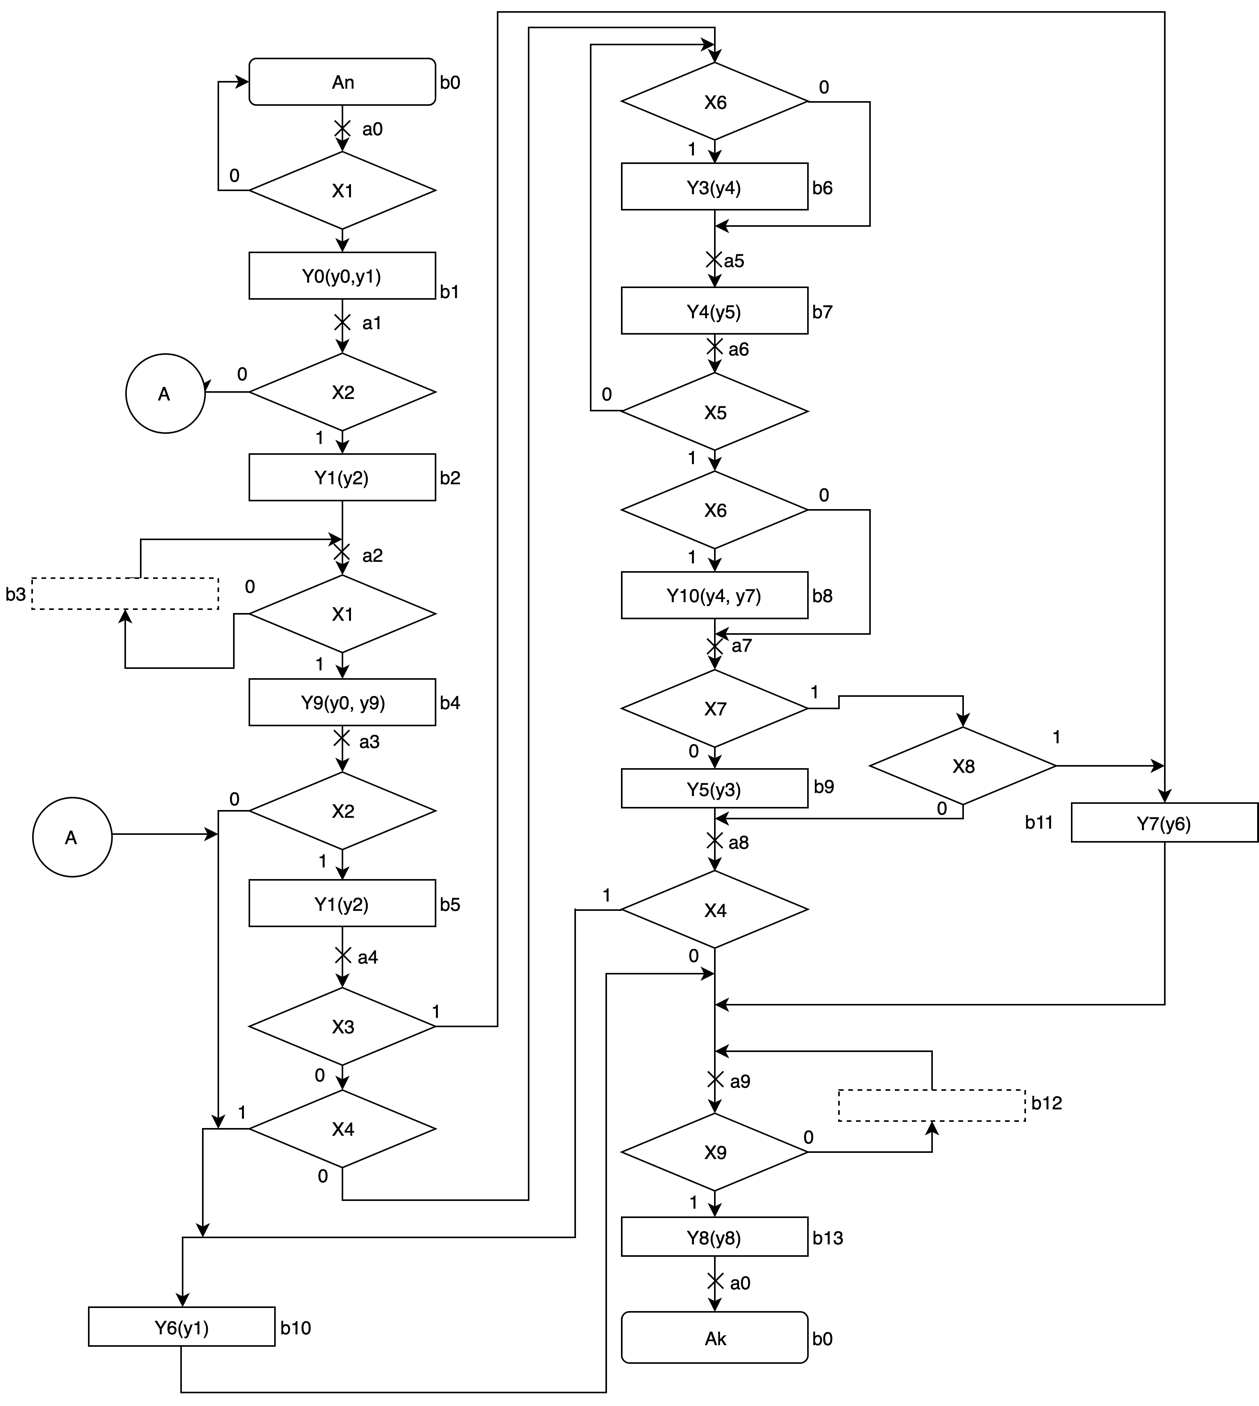 An
b0
a0
0
X1
Y0(y0,y1)
b1
a1
0
X2
A
1
Y1(y2)
b2
a2
b3
0
X1
1
Y9(y0, y9)
b4
a3
0
X2
A
1
Y1(y2)
b5
a4
X3
1
0
1
X4
0
Y6(y1)
b10
X6
0
1
Y3(y4)
b6
a5
Y4(y5)
b7
a6
0
X5
1
X6
0
1
Y10(y4, y7)
b8
a7
X7
1
0
X8
1
0
Y5(y3)
b9
b11
Y7(y6)
a8
1
X4
0
a9
b12
X9
0
1
Y8(y8)
b13
a0
Ak
b0